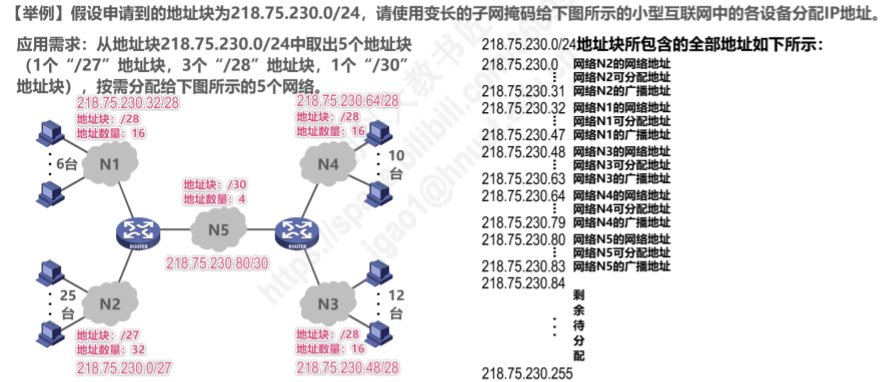 【举例】假设申请到的地址块为218.75.230.0/24，请使用变长的子网掩码给下图所示的小型互联网中的各设备分配IP地址。
应用需求：从地址块218.75.230.0/24中取出5个地址块
（1个“/27”地址块，3个“/28”地址块，1个“/30”
地址块），按需分配给下图所示的5个网络。
218.75.230.32/28
地址块：/28
地址数量：16
6台
N1
218.75.230.64/28
地址块：/28
地址数量：16
N4
10
台
地址块：/30
地址数量：4
N5
ROUTER
ROUTER
218.75.230.80/30
25
台
N2
地址块：/27
地址数量：32
218.75.230.0/27
N3
12
台
地址块：/28
地址数量：16
218.75.230.48/28
218.75.230.0/24地址块所包含的全部地址如下所示：
218.75.230.0 网络N2的网络地址
网络N2可分配地址
218.75.230.31 网络N2的广播地址
218.75.230.32 网络N1的网络地址
网络N1可分配地址
218.75.230.47 网络N1的广播地址
218.75.230.48 网络N3的网络地址
网络N3可分配地址
218.75.230.63 网络N3的广播地址
218.75.230.64 网络N4的网络地址
网络N4可分配地址
218.75.230.79 网络N4的广播地址
218.75.230.80 网络N5的网络地址
网络N5可分配地址
218.75.230.83 网络N5的广播地址
218.75.230.84
剩
余
待
分
配
218.75.230.255